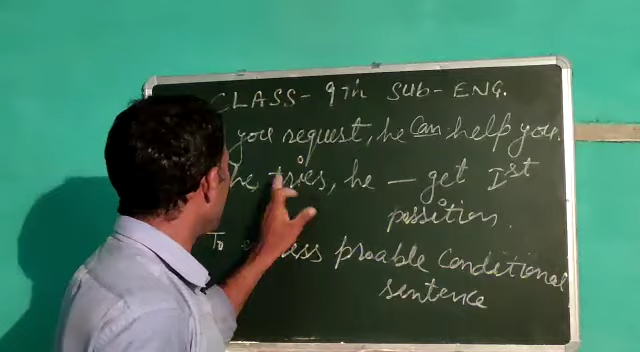 CLASS- 9th SUB- ENG.
you request, he can help you.
he tries, he — get Ist
possition.
To express proable conditional
sentence